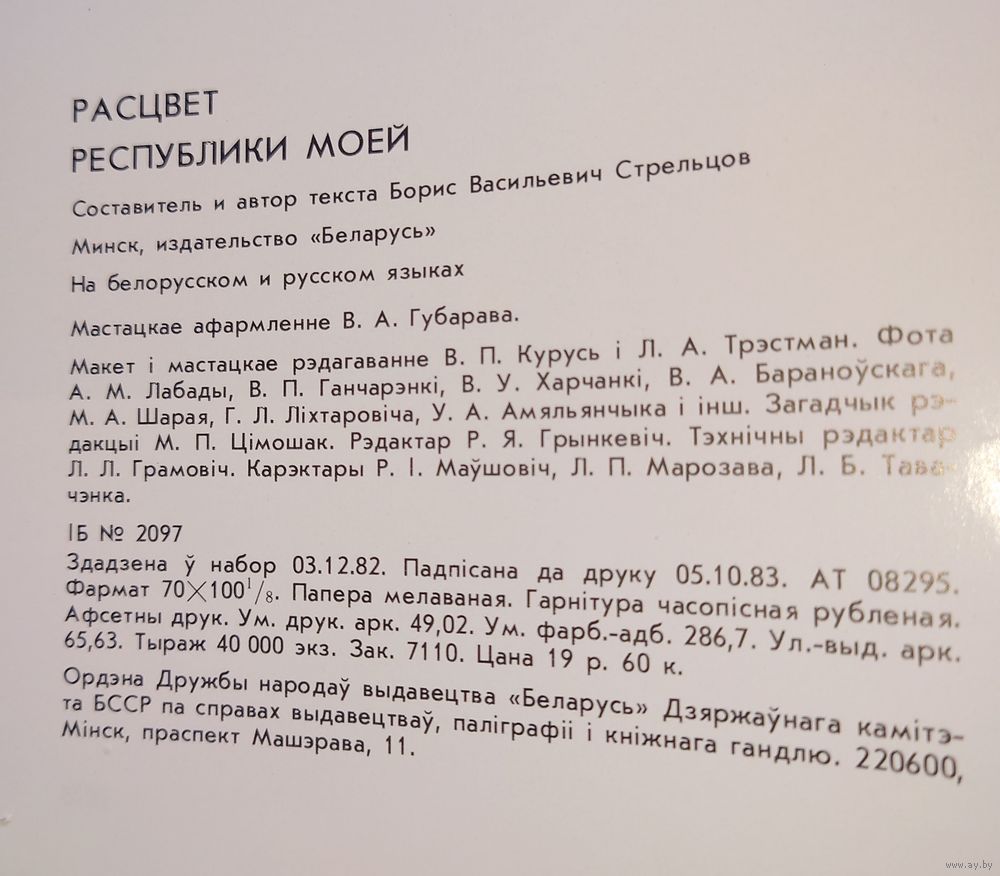 РАСЦВЕТ
РЕСПУБЛИКИ МОЕЙ
Составитель и автор текста Борис Васильевич Стрельцов
Минск, издательство «Беларусь»
На белорусском и русском языках
Мастацкае афармленне В. А. Губарава.
Макет і мастацкае рэдагаванне В. П. Курусь і Л. А. Трэстман. Фота
А. М. Лабады, В. П. Ганчарэнкі, В. У. Харчанкі, В. А. Бараноўскага,
М. А. Шарая, Г. Л. Ліхтаровіча, У. А. Амяльянчыка і інш. Загадчык рэ-
дакцыі М. П. Цімошак. Рэдактар Р. Я. Грынкевіч. Тэхнічны рэдактар
Л. Л. Грамовіч. Карэктары Р. І. Маўшовіч, Л. П. Марозава, Л. Б. Тава-
чэнка.
ІБ № 2097
Здадзена ў набор 03.12.82. Падпісана да друку 05.10.83. АТ 08295.
Фармат 70×100¹/₈. Папера мелаваная. Гарнітура часопісная рубленая.
Афсетны друк. Ум. друк. арк. 49,02. Ум. фарб.-адб. 286,7. Ул.-выд. арк.
65,63. Тыраж 40 000 экз. Зак. 7110. Цана 19 р. 60 к.
Ордэна Дружбы народаў выдавецтва «Беларусь» Дзяржаўнага камітэ-
та БССР па справах выдавецтваў, паліграфіі і кніжнага гандлю. 220600,
Мінск, праспект Машэрава, 11.
www.ay.by